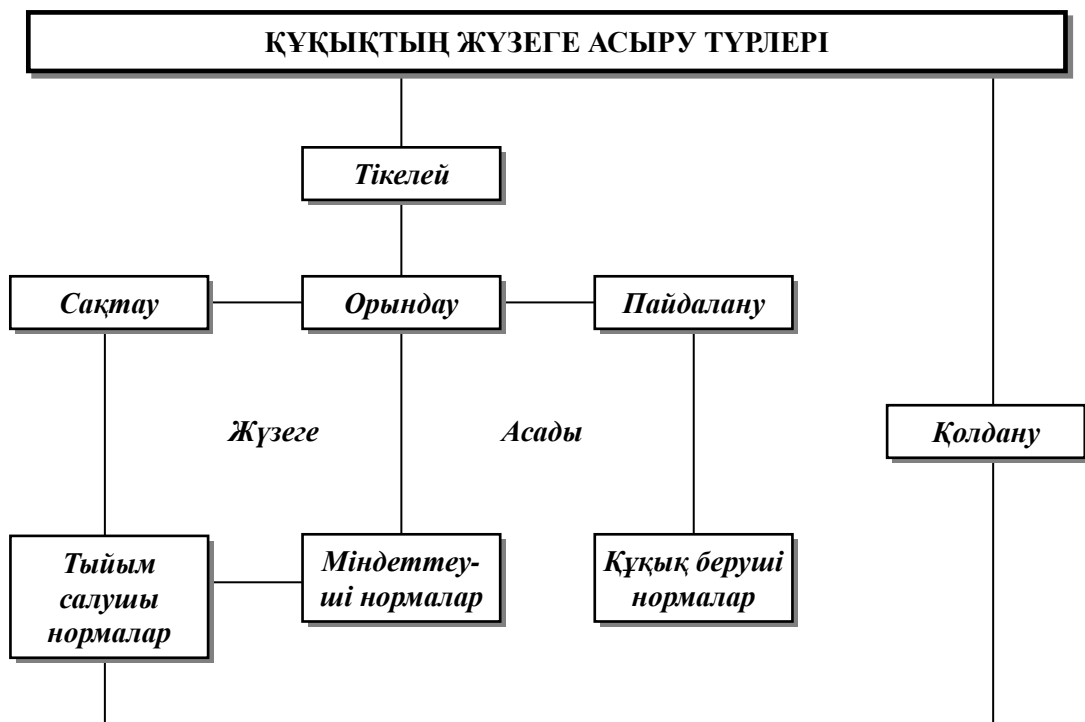 ҚҰҚЫҚТЫҢ ЖҮЗЕГЕ АСЫРУ ТҮРЛЕРІ
Тікелей
Сақтау
Орындау
Пайдалану
Жүзеге
Асады
Қолдану
Тыйым
салушы
нормалар
Міндеттеу-
ші нормалар
Құқық беруші
нормалар